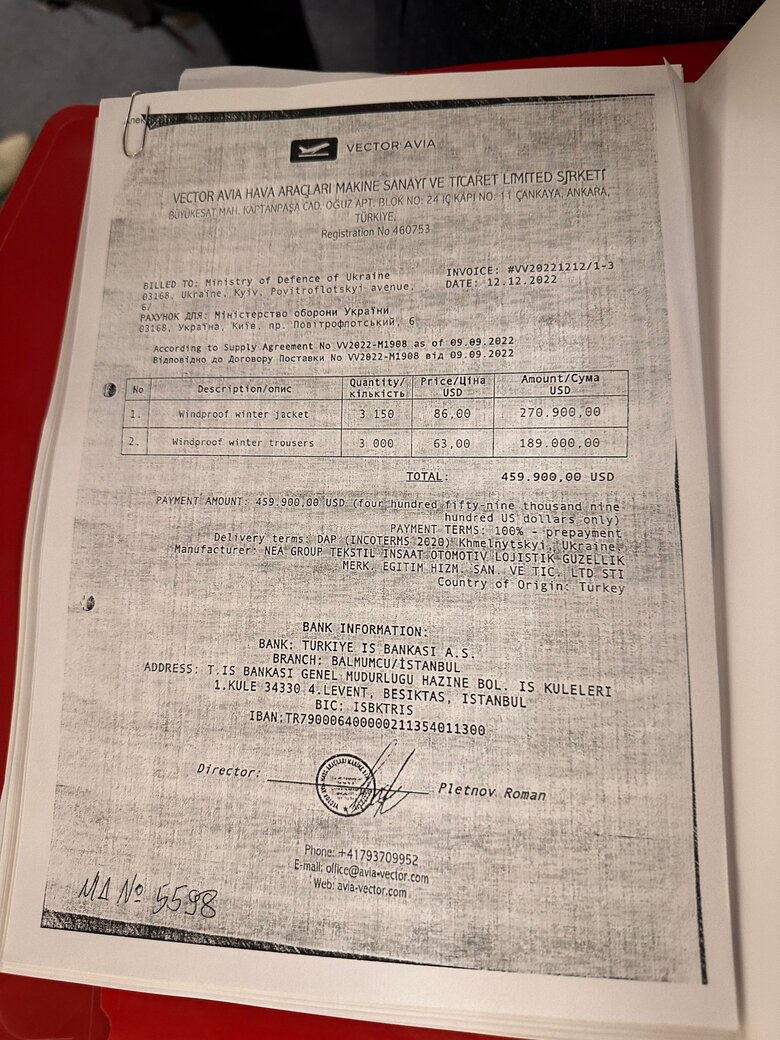 VECTOR AVIA
VECTOR AVIA HAVA ARAÇLARI MAKINE SANAYI VE TICARET LIMITED SIRKETI
BÜYÜKESAT MAH. KAPTANPAŞA CAD. OĞUZ APT. BLOK NO: 24 IÇ KAPI NO: 11 ÇANKAYA, ANKARA,
TÜRKIYE,
Registration No 460753
BILLED TO: Ministry of Defence of Ukraine
03168, Ukraine, Kyiv, Povitroflotskyi avenue,
6/
РАХУНОК ДЛЯ: Міністерство оборони України
03168, Україна, Київ, пр. Повітрофлотський, 6
INVOICE: #VV20221212/1-3
DATE: 12.12.2022
According to Supply Agreement No VV2022-M1908 as of 09.09.2022
Відповідно до Договору Поставки No VV2022-M1908 від 09.09.2022
No Description/опис Quantity/ Price/Ціна Amount/Сума
кількість USD USD
1. Windproof winter jacket 3 150 86,00 270.900,00
2. Windproof winter trousers 3 000 63,00 189.000,00
TOTAL: 459.900,00 USD
PAYMENT AMOUNT: 459.900,00 USD (four hundred fifty-nine thousand nine
hundred US dollars only)
PAYMENT TERMS: 100% - prepayment
Delivery terms: DAP (INCOTERMS 2020) Khmelnytskyi, Ukraine,
Manufacturer: NEA GROUP TEKSTIL INSAAT OTOMOTIV LOJISTIK GUZELLIK
MERK. EGITIM HIZM. SAN. VE TIC. LTD STI
Country of Origin: Turkey
BANK INFORMATION:
BANK: TURKIYE IS BANKASI A.S.
BRANCH: BALMUMCU/İSTANBUL
ADDRESS: T.IS BANKASI GENEL MUDURLUGU HAZINE BOL. IS KULELERI
1.KULE 34330 4.LEVENT, BESIKTAS, ISTANBUL
BIC: ISBKTRIS
IBAN:TR790006400000211354011300
Director: Pletnov Roman
Phone: +41793709952
E-mail: office@avia-vector.com
Web: avia-vector.com
МД № 5598